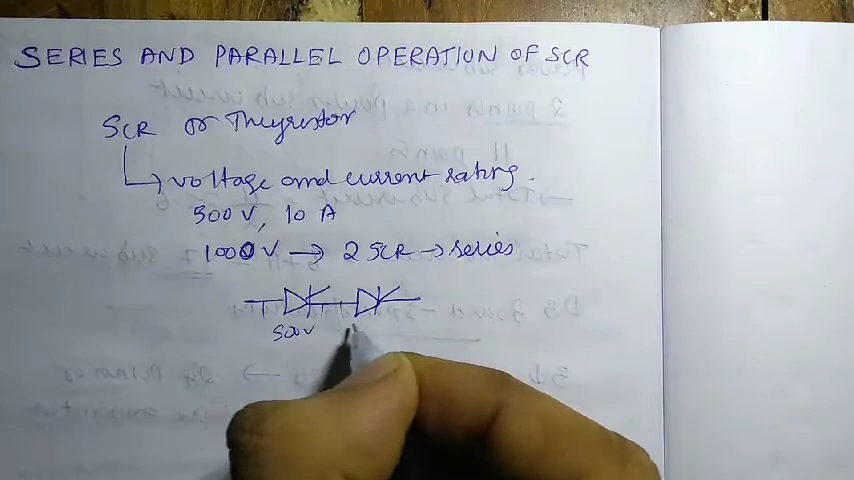 SERIES AND PARALLEL OPERATION OF SCR
SCR or Thyristor
voltage and current rating.
500 V, 10 A
1000 V → 2 SCR → series
500V